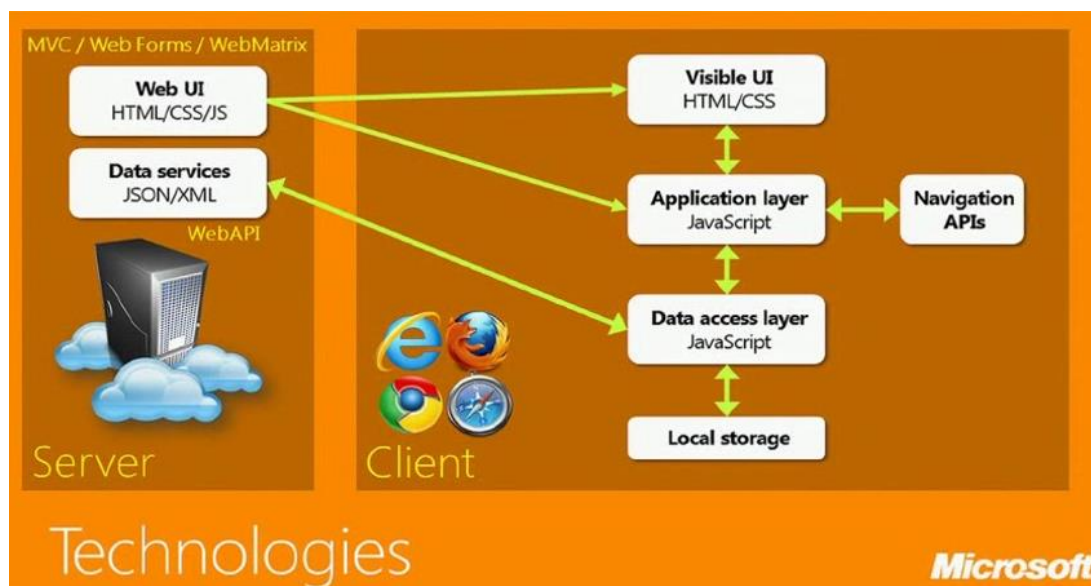 MVC / Web Forms / WebMatrix
Web UI
HTML/CSS/JS
Data services
JSON/XML
WebAPI
Server
Visible UI
HTML/CSS
Application layer
JavaScript
Navigation
APIs
Data access layer
JavaScript
Local storage
Client
Technologies
Microsoft